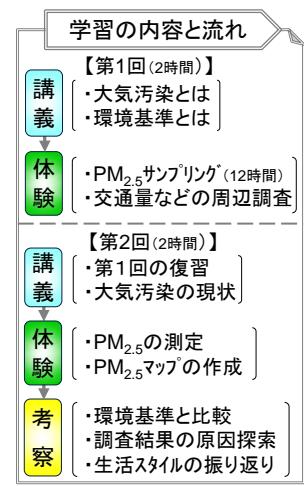 学習の内容と流れ
【第1回(2時間)】
講義
・大気汚染とは
・環境基準とは
体験
・PM2.5ｻﾝﾌﾟﾘﾝｸﾞ(12時間)
・交通量などの周辺調査
【第2回(2時間)】
講義
・第1回の復習
・大気汚染の現状
体験
・PM2.5の測定
・PM2.5ﾏｯﾌﾟの作成
考察
・環境基準と比較
・調査結果の原因探索
・生活ｽﾀｲﾙの振り返り